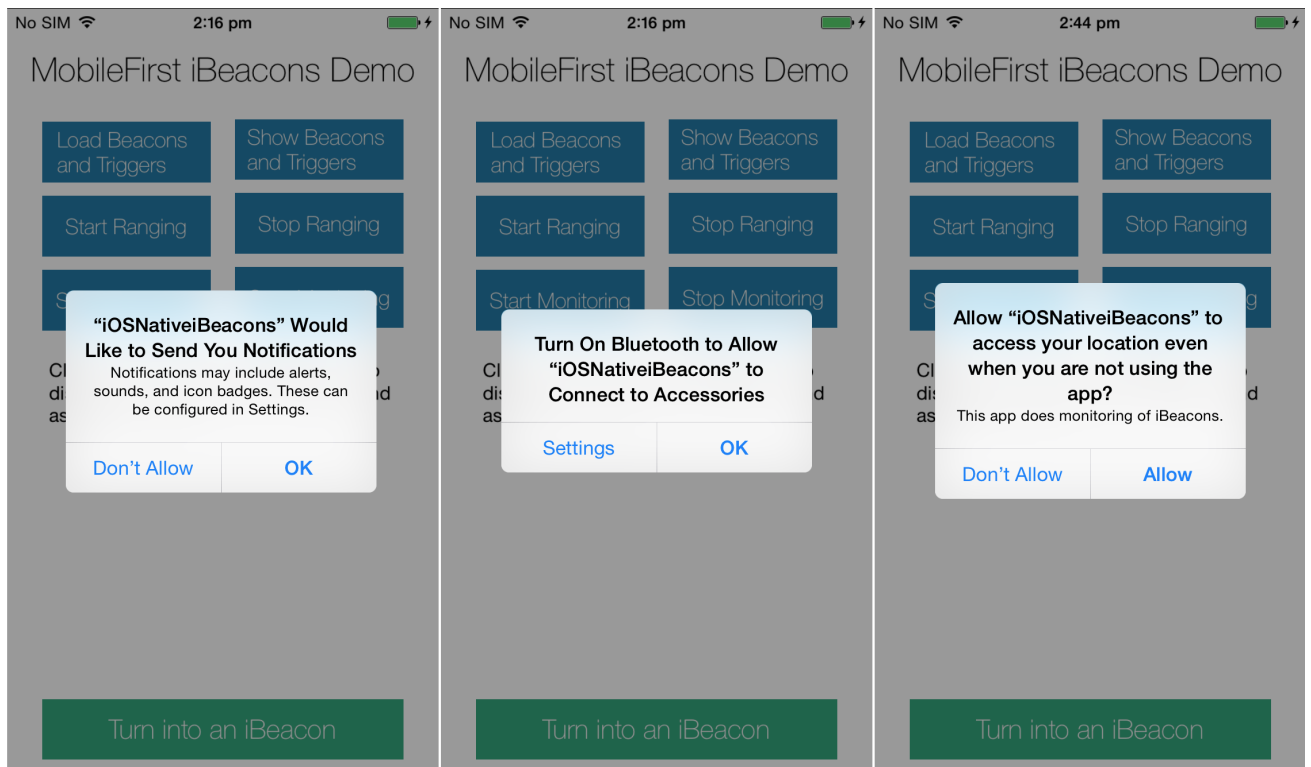 No SIM 2:16 pm
MobileFirst iBeacons Demo
Load Beacons
and Triggers
Show Beacons
and Triggers
Start Ranging
Stop Ranging
“iOSNativeiBeacons” Would
Like to Send You Notifications
Notifications may include alerts,
sounds, and icon badges. These can
be configured in Settings.
Don’t Allow
OK
Turn into an iBeacon
No SIM 2:16 pm
MobileFirst iBeacons Demo
Load Beacons
and Triggers
Show Beacons
and Triggers
Start Ranging
Stop Ranging
Start Monitoring
Stop Monitoring
Turn On Bluetooth to Allow
“iOSNativeiBeacons” to
Connect to Accessories
Settings
OK
Turn into an iBeacon
No SIM 2:44 pm
MobileFirst iBeacons Demo
Load Beacons
and Triggers
Show Beacons
and Triggers
Start Ranging
Stop Ranging
Allow “iOSNativeiBeacons” to
access your location even
when you are not using the
app?
This app does monitoring of iBeacons.
Don’t Allow
Allow
Turn into an iBeacon